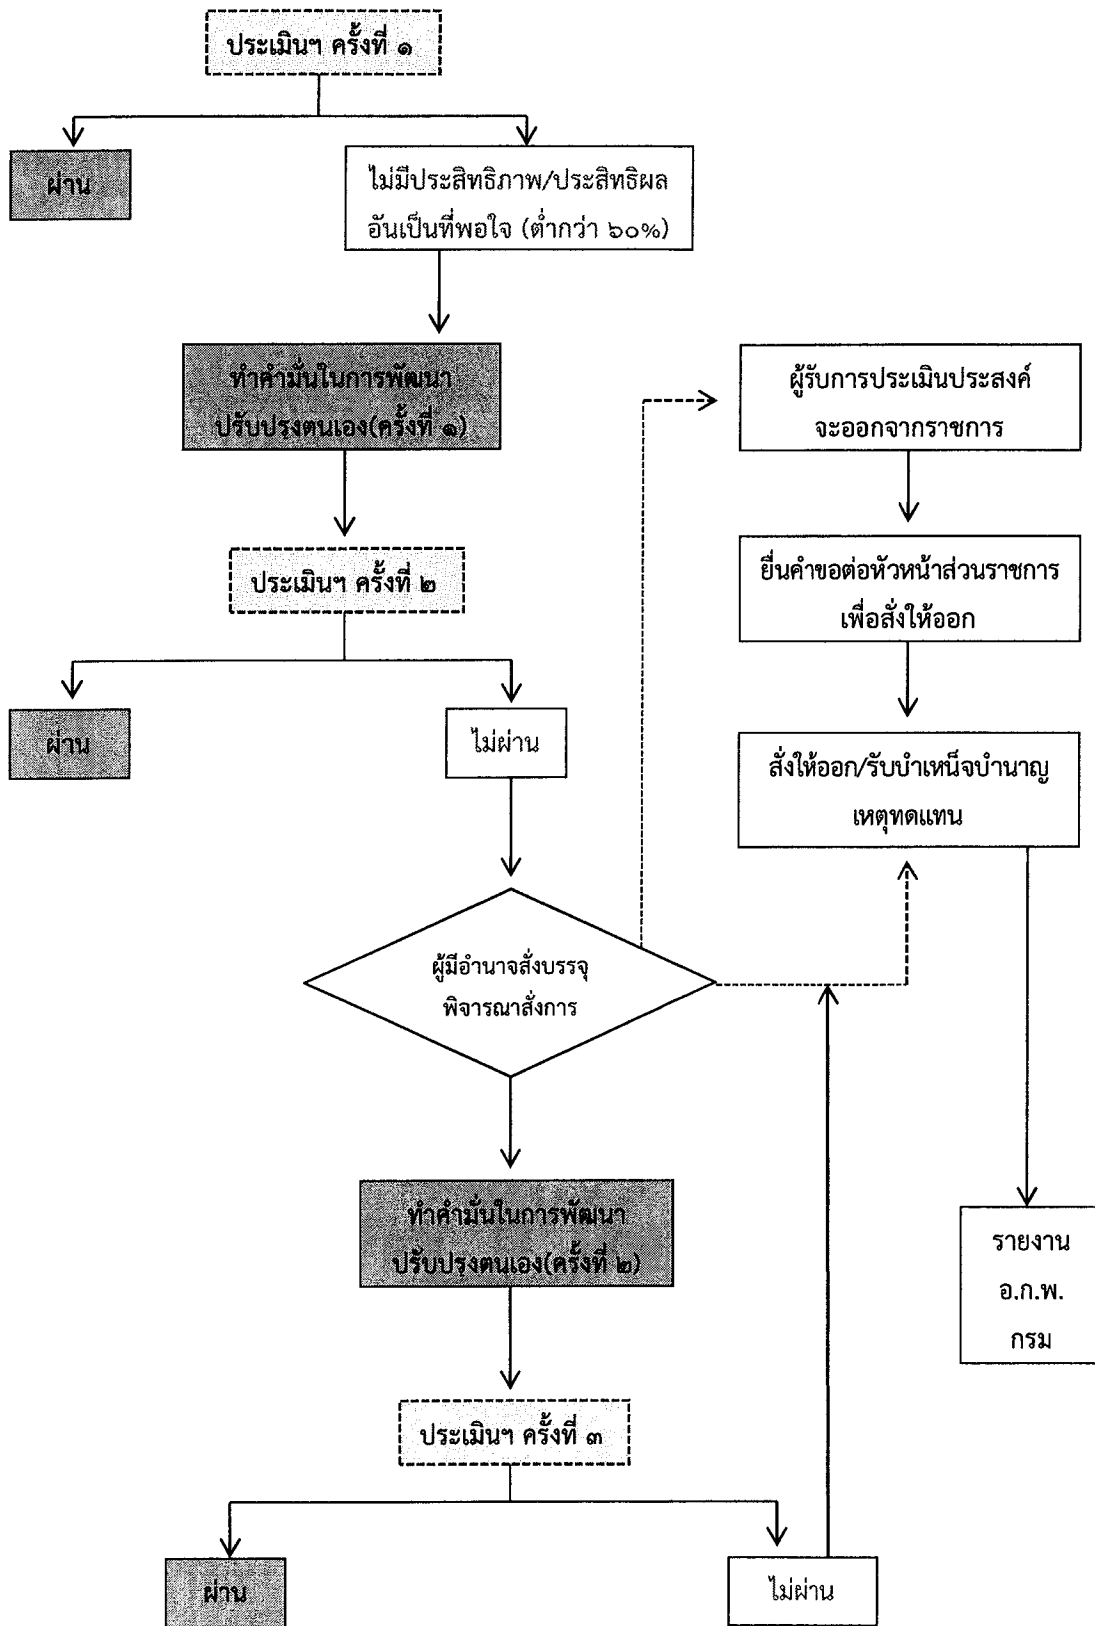 ประเมินฯ ครั้งที่ ๑
ผ่าน
ไม่มีประสิทธิภาพ/ประสิทธิผล
อันเป็นที่พอใจ (ต่ำกว่า ๖๐%)
ทำคำมั่นในการพัฒนา
ปรับปรุงตนเอง(ครั้งที่ ๑)
ผู้รับการประเมินประสงค์
จะออกจากราชการ
ประเมินฯ ครั้งที่ ๒
ยื่นคำขอต่อหัวหน้าส่วนราชการ
เพื่อสั่งให้ออก
ผ่าน
ไม่ผ่าน
สั่งให้ออก/รับบำเหน็จบำนาญ
เหตุทดแทน
ผู้มีอำนาจสั่งบรรจุ
พิจารณาสั่งการ
ทำคำมั่นในการพัฒนา
ปรับปรุงตนเอง(ครั้งที่ ๒)
รายงาน
อ.ก.พ.
กรม
ประเมินฯ ครั้งที่ ๓
ผ่าน
ไม่ผ่าน